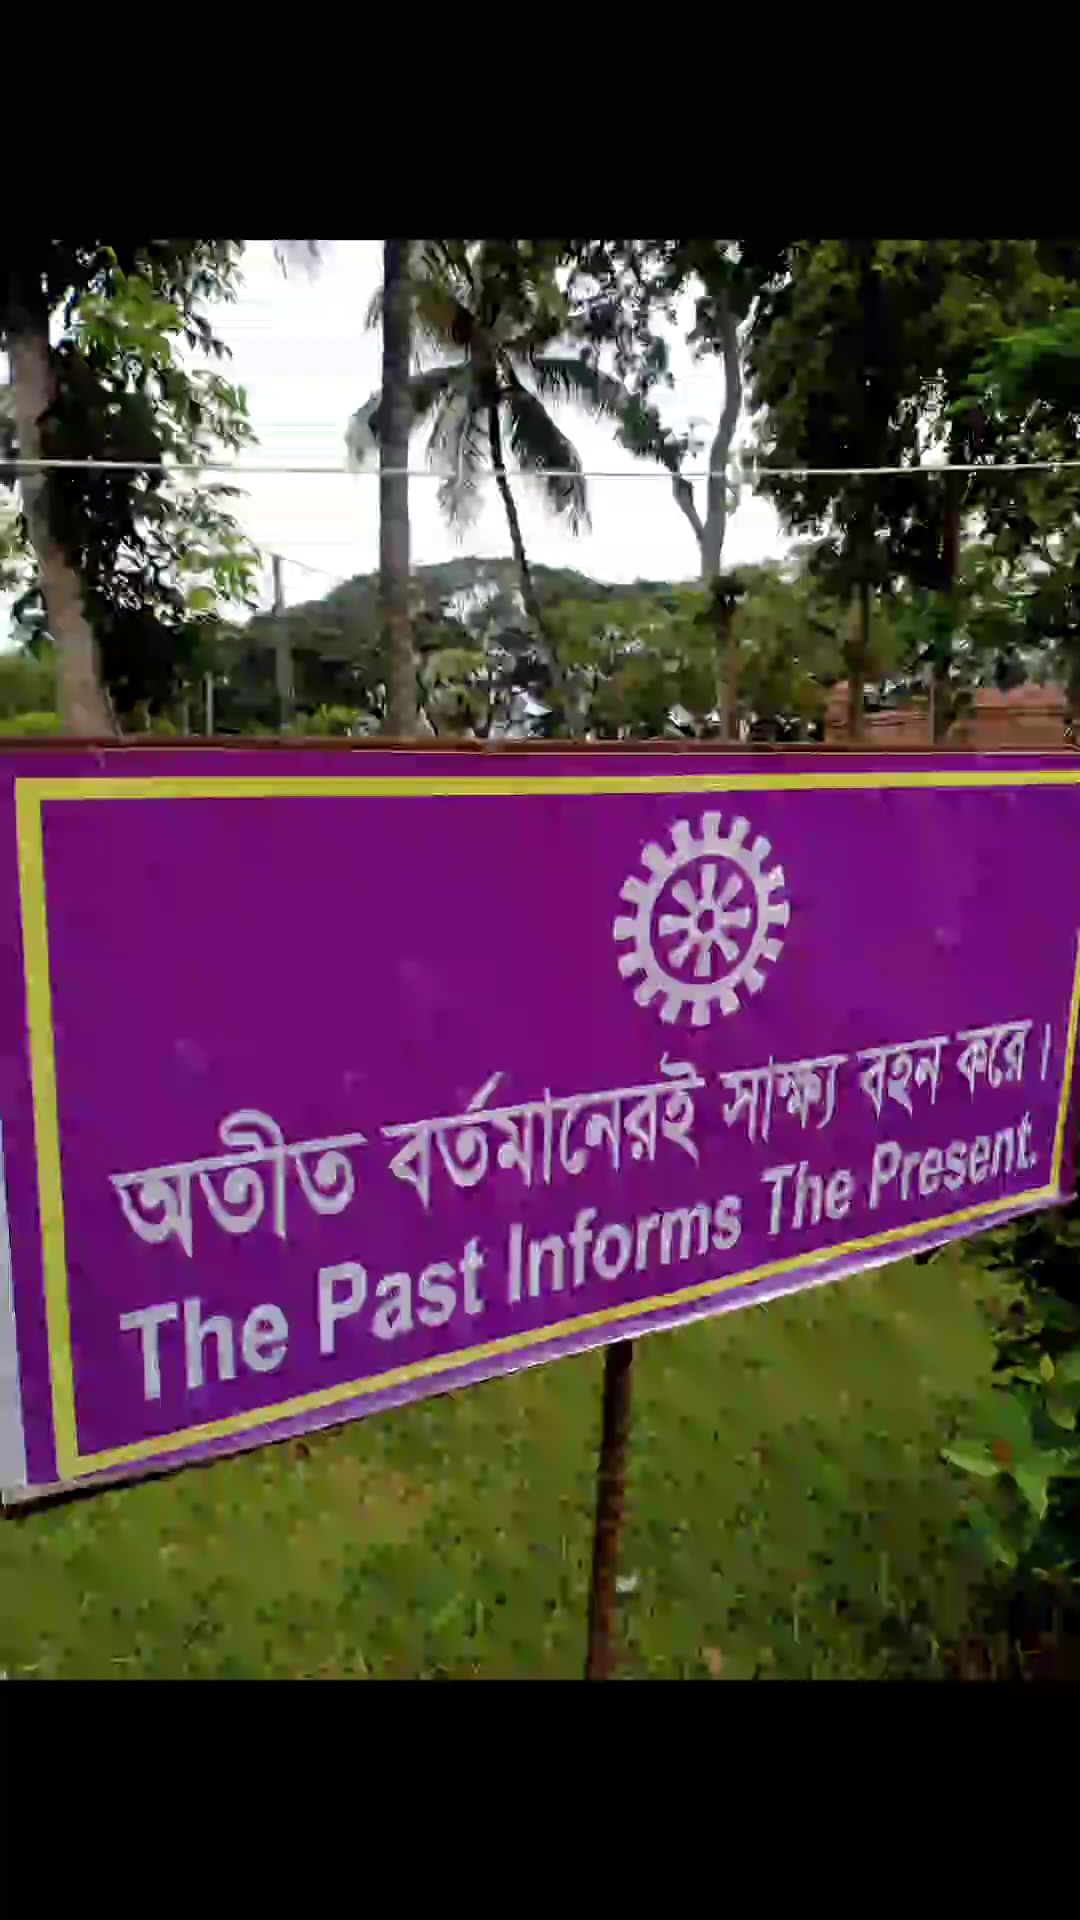 অতীত বর্তমানেরই সাক্ষ্য বহন করে।
The Past Informs The Present.